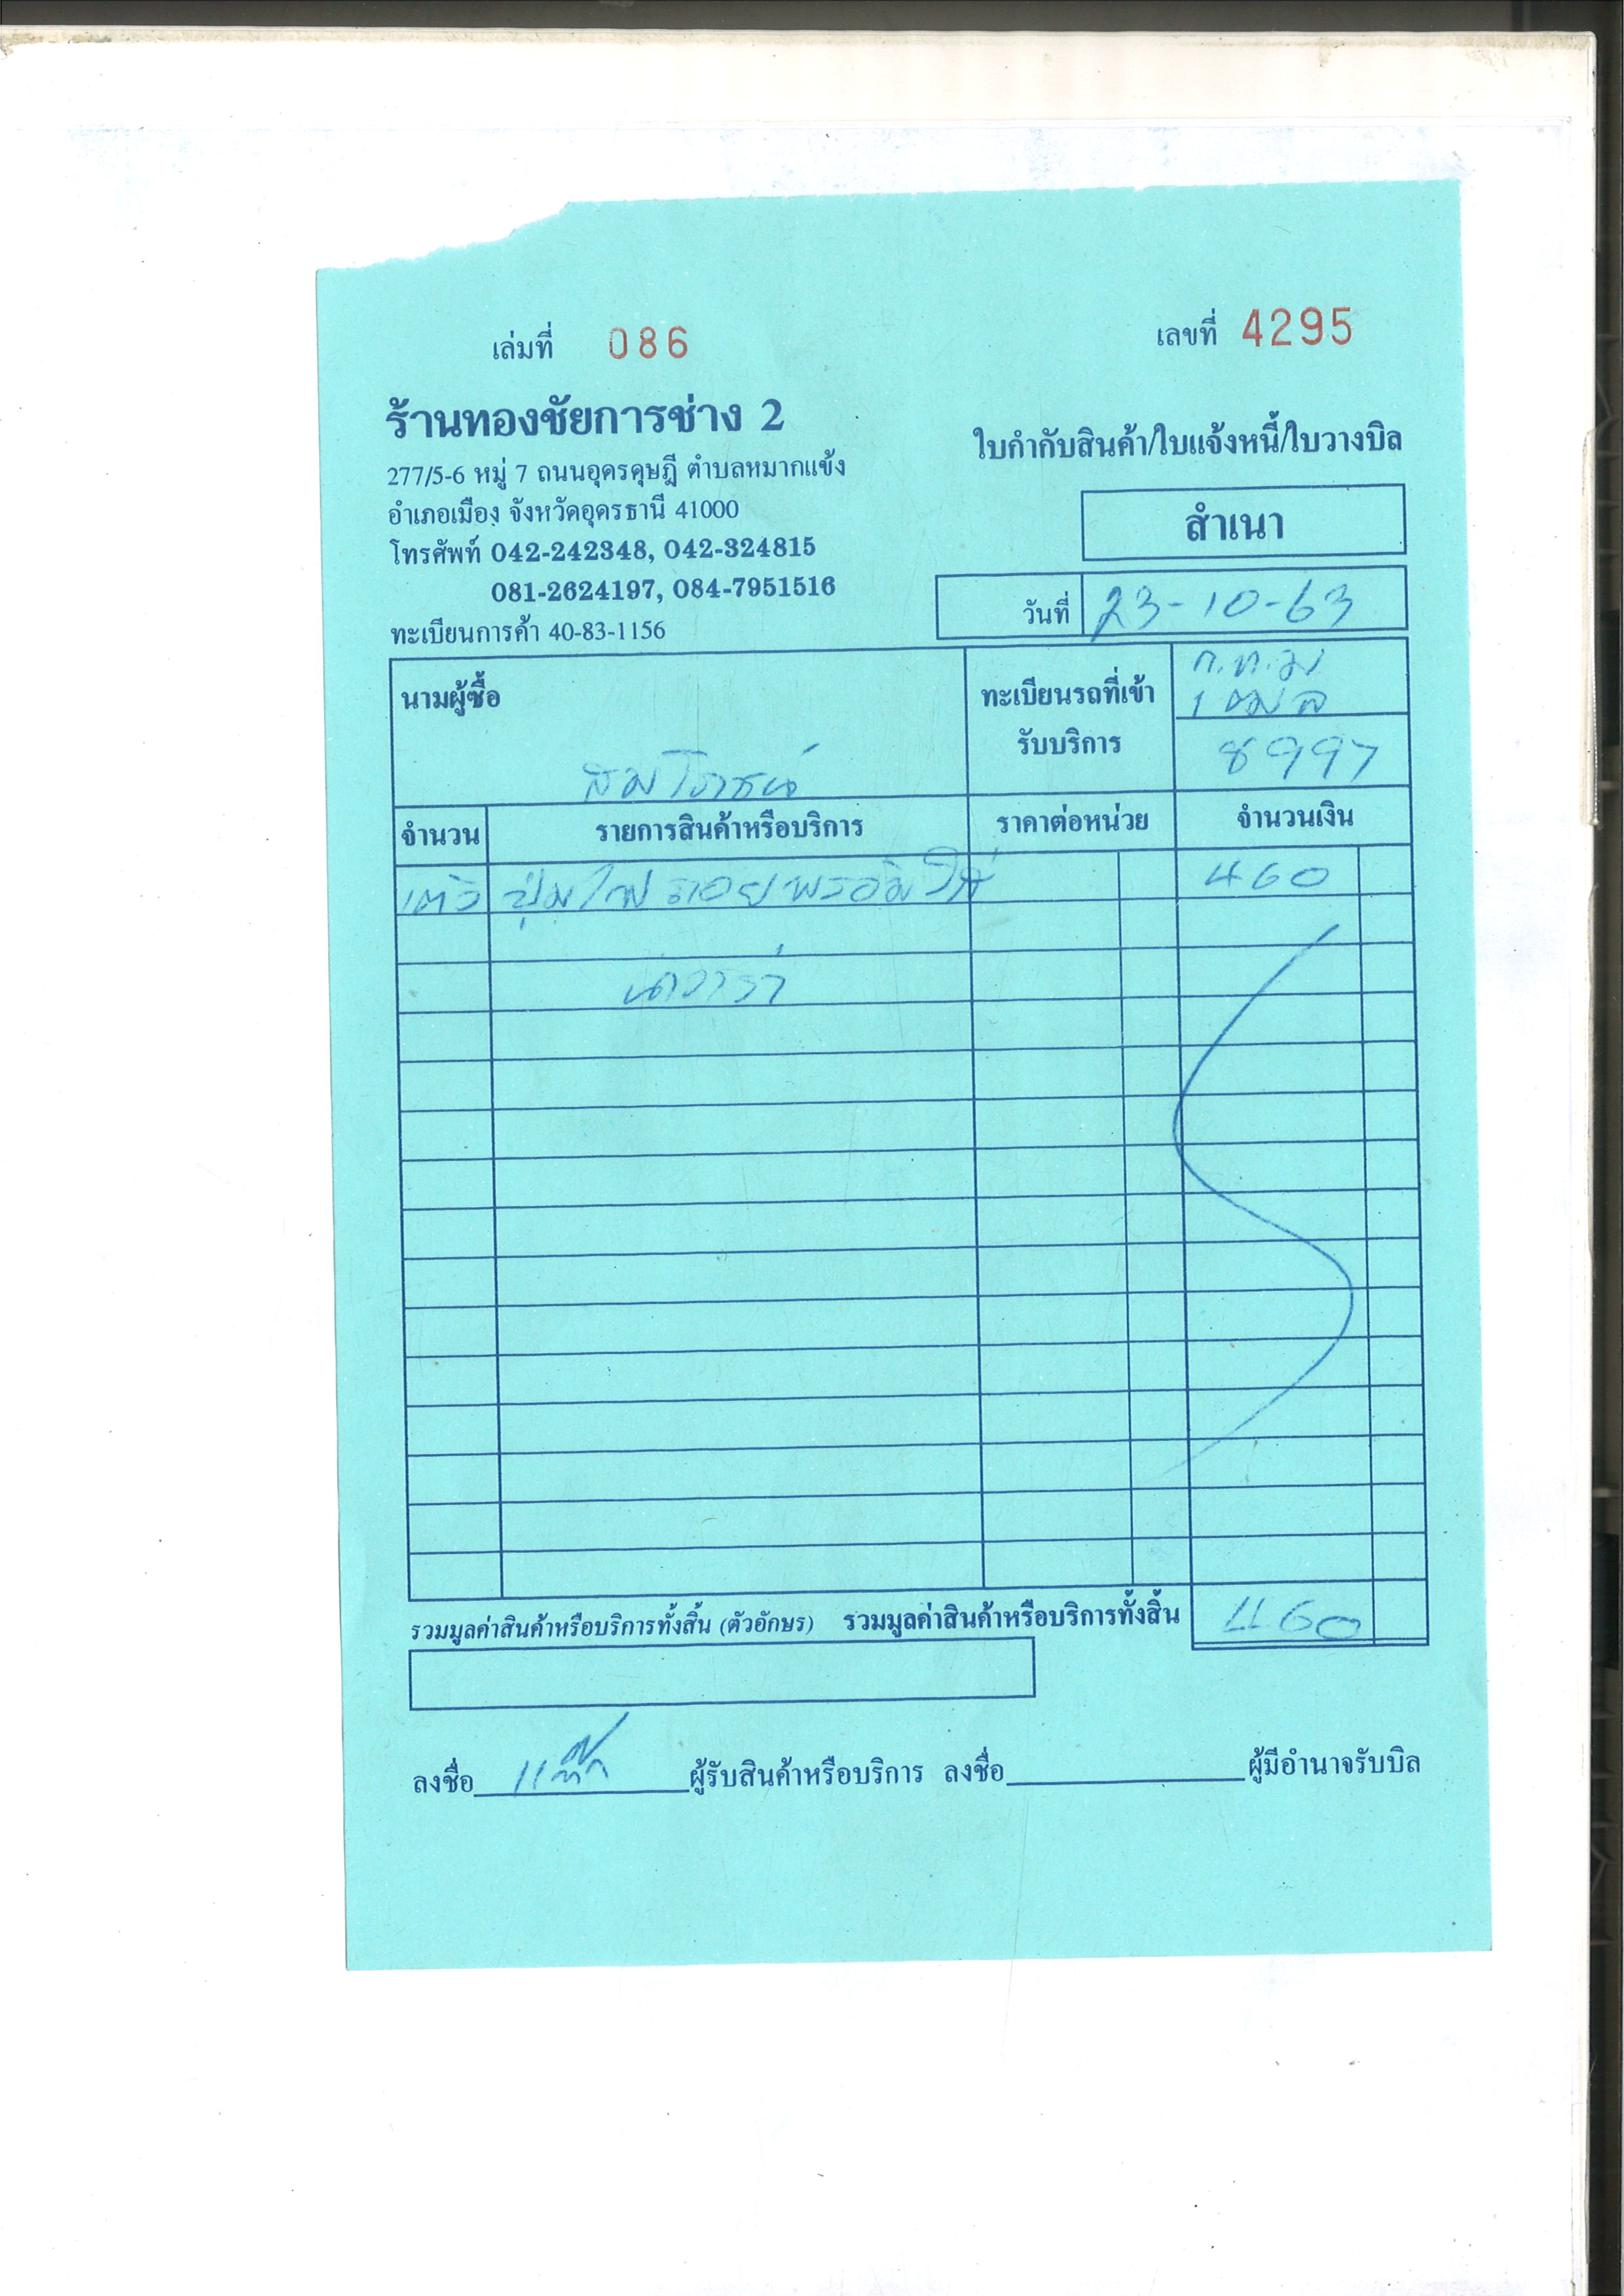 เล่มที่ 086
เลขที่ 4295
ร้านทองชัยการช่าง 2
ใบกำกับสินค้า/ใบแจ้งหนี้/ใบวางบิล
277/5-6 หมู่ 7 ถนนอุดรดุษฎี ตำบลหมากแข้ง
อำเภอเมือง จังหวัดอุดรธานี 41000
สำเนา
โทรศัพท์ 042-242348, 042-324815
081-2624197, 084-7951516
วันที่ 23-10-63
ทะเบียนการค้า 40-83-1156
นามผู้ซื้อ
ทะเบียนรถที่เข้า
รับบริการ
ก.ท.ม
8997
จำนวน รายการสินค้าหรือบริการ ราคาต่อหน่วย จำนวนเงิน
1 ตัว พร้อมใส่ 460
รวมมูลค่าสินค้าหรือบริการทั้งสิ้น (ตัวอักษร) รวมมูลค่าสินค้าหรือบริการทั้งสิ้น 460
ลงชื่อ ผู้รับสินค้าหรือบริการ ลงชื่อ ผู้มีอำนาจรับบิล